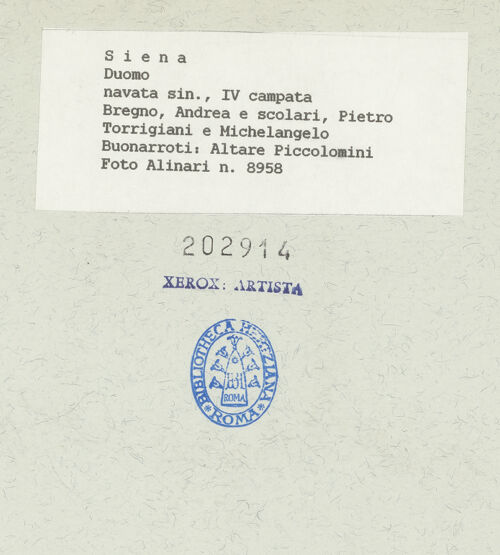 S i e n a
Duomo
navata sin., IV campata
Bregno, Andrea e scolari, Pietro
Torrigiani e Michelangelo
Buonarroti: Altare Piccolomini
Foto Alinari n. 8958
202914
XEROX: ARTISTA
BIBLIOTHECA HERTZIANA
ROMA
* ROMA *